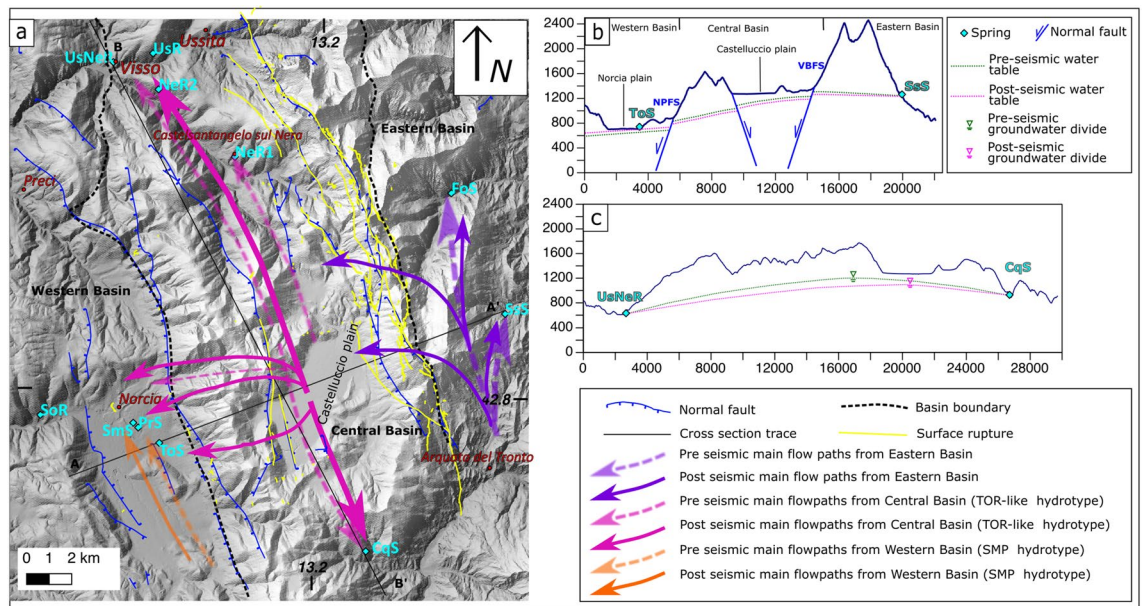 a
B
UsR
Ussita
13.2
UsNeR
Visso
NeR2
N
Castelsantangelo sul Nera
NeR1
Eastern Basin
Preci
FoS
Western Basin
A'
SsS
Castelluccio plain
Norcia
SoR
PrS
SmS
ToS
42.8
Central Basin
A
Arquata del Tronto
0 1 2 km
13.2
CqS
B'
b
Western Basin
Central Basin
Eastern Basin
2400
2000
1600
1200
800
400
0
Castelluccio plain
VBFS
Norcia plain
NPFS
ToS
SsS
0 4000 8000 12000 16000 20000
Spring
Normal fault
Pre-seismic water
table
Post-seismic water
table
Pre-seismic
groundwater divide
Post-seismic
groundwater divide
c
2400
2000
1600
1200
800
400
0
UsNeR
CqS
0 4000 8000 12000 16000 20000 24000 28000
Normal fault
Basin boundary
Cross section trace
Surface rupture
Pre seismic main flow paths from Eastern Basin
Post seismic main flow paths from Eastern Basin
Pre seismic main flowpaths from Central Basin (TOR-like hydrotype)
Post seismic main flowpaths from Central Basin (TOR-like hydrotype)
Pre seismic main flowpaths from Western Basin (SMP hydrotype)
Post seismic main flowpaths from Western Basin (SMP hydrotype)